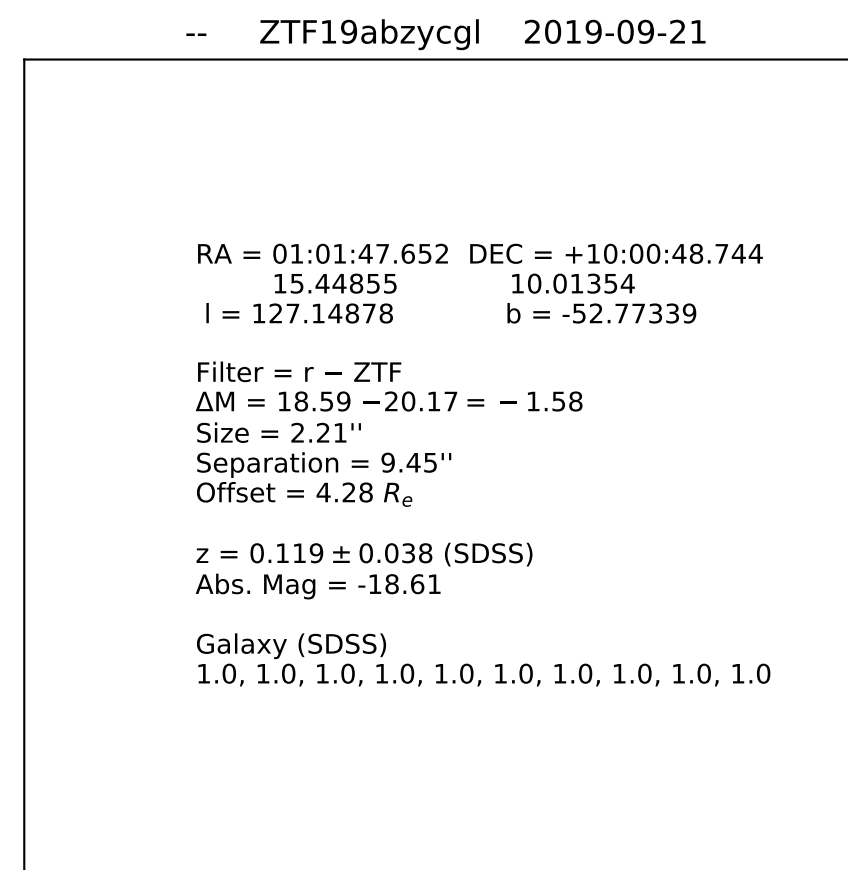 -- ZTF19abzycgl 2019-09-21
RA = 01:01:47.652 DEC = +10:00:48.744
15.44855 10.01354
l = 127.14878 b = -52.77339
Filter = r − ZTF
ΔM = 18.59 −20.17 = − 1.58
Size = 2.21''
Separation = 9.45''
Offset = 4.28 Rₑ
z = 0.119 ± 0.038 (SDSS)
Abs. Mag = -18.61
Galaxy (SDSS)
1.0, 1.0, 1.0, 1.0, 1.0, 1.0, 1.0, 1.0, 1.0, 1.0